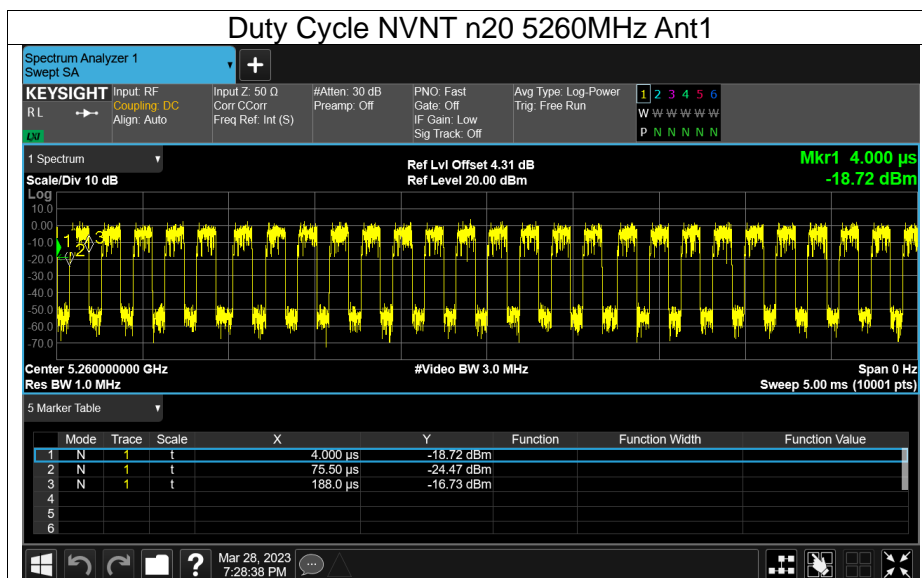 Duty Cycle NVNT n20 5260MHz Ant1
Spectrum Analyzer 1
Swept SA
+
KEYSIGHT Input: RF Input Z: 50 Ω #Atten: 30 dB PNO: Fast Avg Type: Log-Power 1 2 3 4 5 6
R L Coupling: DC Corr CCorr Preamp: Off Gate: Off Trig: Free Run W W W W W W
Align: Auto Freq Ref: Int (S) IF Gain: Low P N N N N N
LXI Sig Track: Off
1 Spectrum Mkr1 4.000 µs
Ref Lvl Offset 4.31 dB
Scale/Div 10 dB Ref Level 20.00 dBm -18.72 dBm
Log
10.0
0.00
-10.0
-20.0
-30.0
-40.0
-50.0
-60.0
-70.0
1 2 3
Center 5.260000000 GHz #Video BW 3.0 MHz Span 0 Hz
Res BW 1.0 MHz Sweep 5.00 ms (10001 pts)
5 Marker Table
Mode Trace Scale X Y Function Function Width Function Value
1 N 1 t 4.000 µs -18.72 dBm
2 N 1 t 75.50 µs -24.47 dBm
3 N 1 t 188.0 µs -16.73 dBm
4
5
6
? Mar 28, 2023
7:28:38 PM